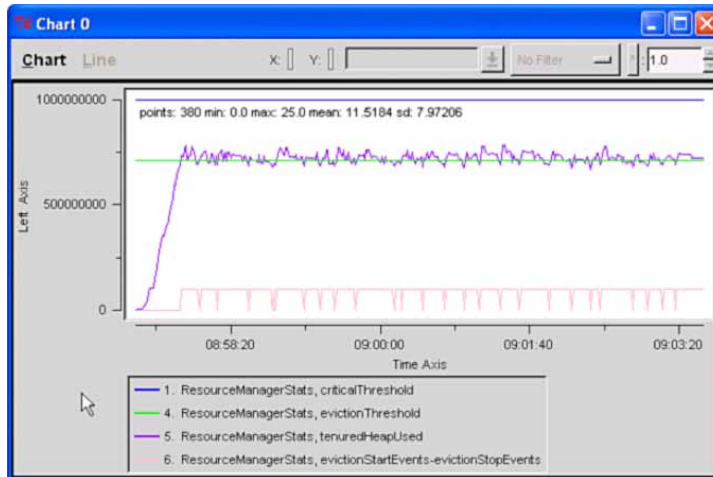 Chart 0
Chart Line X: Y: No Filter * : 1.0
points: 380 min: 0.0 max: 25.0 mean: 11.5184 sd: 7.97206
1000000000
500000000
0
Left Axis
08:58:20 09:00:00 09:01:40 09:03:20
Time Axis
1. ResourceManagerStats, criticalThreshold
4. ResourceManagerStats, evictionThreshold
5. ResourceManagerStats, tenuredHeapUsed
6. ResourceManagerStats, evictionStartEvents-evictionStopEvents